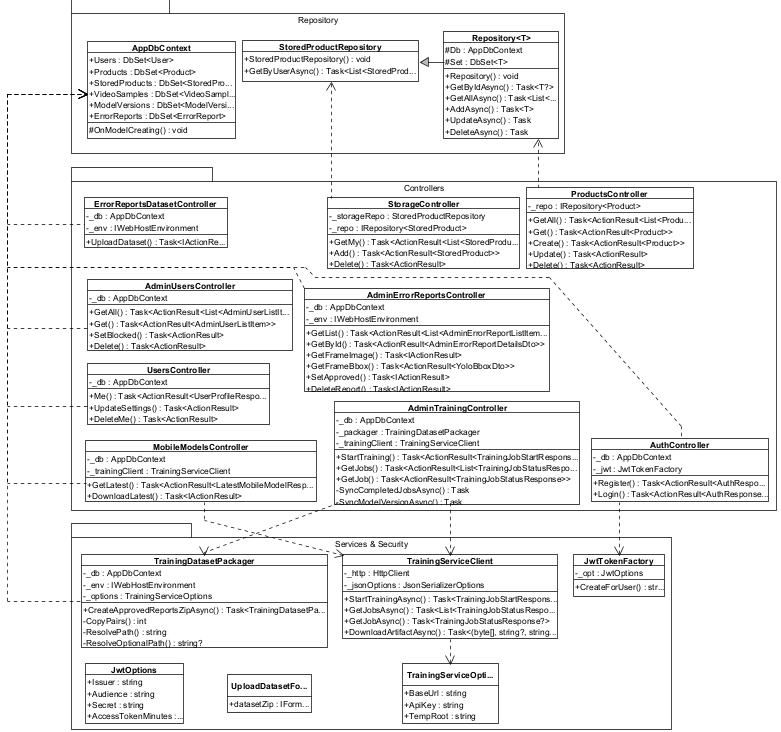 Repository
AppDbContext
+Users : DbSet<User>
+Products : DbSet<Product>
+StoredProducts : DbSet<StoredPro...
+VideoSamples : DbSet<VideoSampl...
+ModelVersions : DbSet<ModelVersi...
+ErrorReports : DbSet<ErrorReport>
#OnModelCreating() : void
StoredProductRepository
+StoredProductRepository() : void
+GetByUserAsync() : Task<List<StoredProd...
Repository<T>
#Db : AppDbContext
#Set : DbSet<T>
+Repository() : void
+GetByIdAsync() : Task<T?>
+GetAllAsync() : Task<List<...
+AddAsync() : Task<T>
+UpdateAsync() : Task
+DeleteAsync() : Task
Controllers
ErrorReportsDatasetController
-_db : AppDbContext
-_env : IWebHostEnvironment
+UploadDataset() : Task<IActionRe...
StorageController
-_storageRepo : StoredProductRepository
-_repo : IRepository<StoredProduct>
+GetMy() : Task<ActionResult<List<StoredProdu...
+Add() : Task<ActionResult<StoredProduct>>
+Delete() : Task<ActionResult>
ProductsController
-_repo : IRepository<Product>
+GetAll() : Task<ActionResult<List<Produ...
+Get() : Task<ActionResult<Product>>
+Create() : Task<ActionResult<Product>>
+Update() : Task<ActionResult>
+Delete() : Task<ActionResult>
AdminUsersController
-_db : AppDbContext
+GetAll() : Task<ActionResult<List<AdminUserListIt...
+Get() : Task<ActionResult<AdminUserListItem>>
+SetBlocked() : Task<ActionResult>
+Delete() : Task<ActionResult>
AdminErrorReportsController
-_db : AppDbContext
-_env : IWebHostEnvironment
+GetList() : Task<ActionResult<List<AdminErrorReportListItem...
+GetById() : Task<ActionResult<AdminErrorReportDetailsDto>>
+GetFrameImage() : Task<IActionResult>
+GetFrameBbox() : Task<ActionResult<YoloBboxDto>>
+SetApproved() : Task<IActionResult>
+DeleteReport() : Task<IActionResult>
UsersController
-_db : AppDbContext
+Me() : Task<ActionResult<UserProfileRespo...
+UpdateSettings() : Task<ActionResult>
+DeleteMe() : Task<ActionResult>
AdminTrainingController
-_db : AppDbContext
-_packager : TrainingDatasetPackager
-_trainingClient : TrainingServiceClient
+StartTraining() : Task<ActionResult<TrainingJobStartRespons...
+GetJobs() : Task<ActionResult<List<TrainingJobStatusRespo...
+GetJob() : Task<ActionResult<TrainingJobStatusResponse>>
-SyncCompletedJobsAsync() : Task
-SyncModelVersionAsync() : Task
MobileModelsController
-_db : AppDbContext
-_trainingClient : TrainingServiceClient
+GetLatest() : Task<ActionResult<LatestMobileModelResp...
+DownloadLatest() : Task<IActionResult>
AuthController
-_db : AppDbContext
-_jwt : JwtTokenFactory
+Register() : Task<ActionResult<AuthRespo...
+Login() : Task<ActionResult<AuthResponse...
Services & Security
TrainingDatasetPackager
-_db : AppDbContext
-_env : IWebHostEnvironment
-_options : TrainingServiceOptions
+CreateApprovedReportsZipAsync() : Task<TrainingDatasetPa...
-CopyPairs() : int
-ResolvePath() : string
-ResolveOptionalPath() : string?
TrainingServiceClient
-_http : HttpClient
-_jsonOptions : JsonSerializerOptions
+StartTrainingAsync() : Task<TrainingJobStartRespons...
+GetJobsAsync() : Task<List<TrainingJobStatusRespo...
+GetJobAsync() : Task<TrainingJobStatusResponse?>
+DownloadArtifactAsync() : Task<(byte[], string?, string...
JwtTokenFactory
-_opt : JwtOptions
+CreateForUser() : str...
JwtOptions
+Issuer : string
+Audience : string
+Secret : string
+AccessTokenMinutes :...
UploadDatasetFo...
+datasetZip : IForm...
TrainingServiceOpti...
+BaseUrl : string
+ApiKey : string
+TempRoot : string